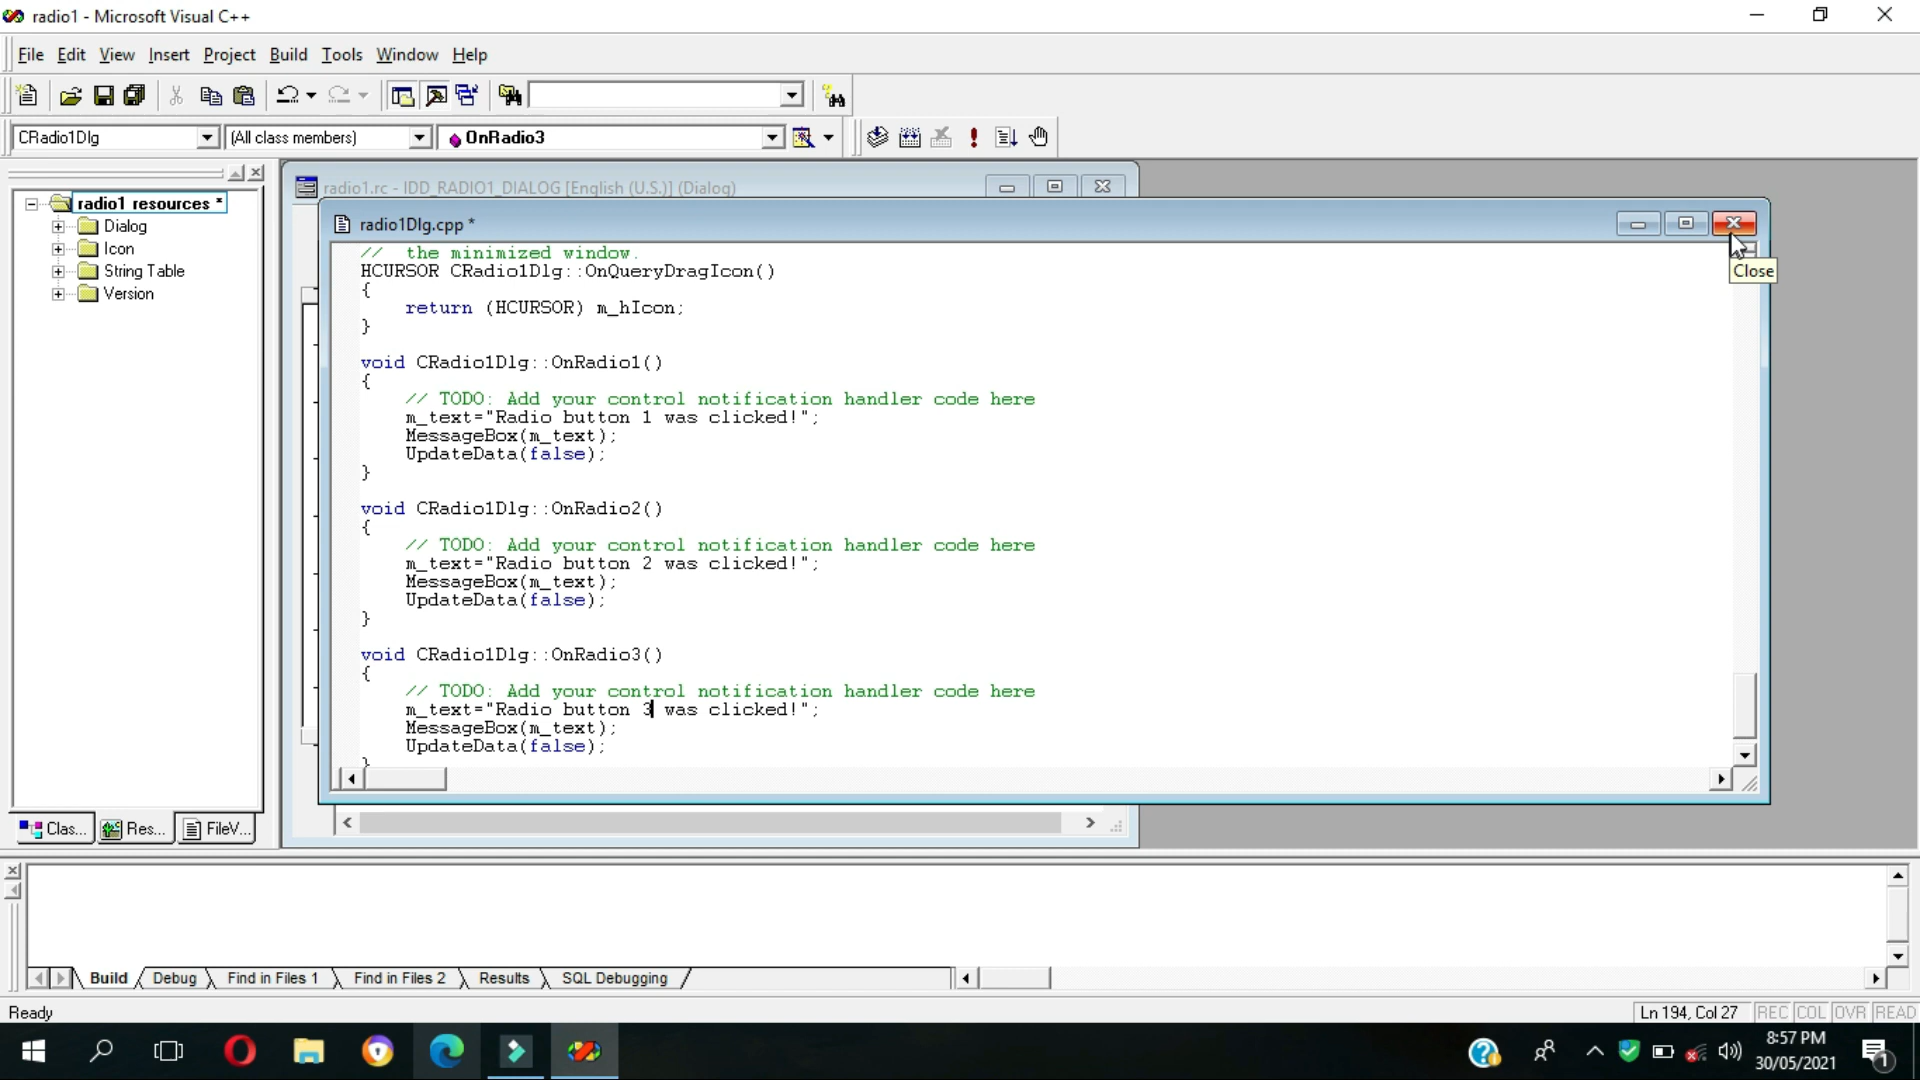 radio1 - Microsoft Visual C++
File Edit View Insert Project Build Tools Window Help
CRadio1Dlg
(All class members)
OnRadio3
radio1 resources *
Dialog
Icon
String Table
Version
Clas...
Res...
FileV...
radio1.rc - IDD_RADIO1_DIALOG [English (U.S.)] (Dialog)
radio1Dlg.cpp *
Close
//  the minimized window.
HCURSOR CRadio1Dlg::OnQueryDragIcon()
{
return (HCURSOR) m_hIcon;
}
void CRadio1Dlg::OnRadio1()
{
// TODO: Add your control notification handler code here
m_text="Radio button 1 was clicked!";
MessageBox(m_text);
UpdateData(false);
}
void CRadio1Dlg::OnRadio2()
{
// TODO: Add your control notification handler code here
m_text="Radio button 2 was clicked!";
MessageBox(m_text);
UpdateData(false);
}
void CRadio1Dlg::OnRadio3()
{
// TODO: Add your control notification handler code here
m_text="Radio button 3 was clicked!";
MessageBox(m_text);
UpdateData(false);
}
Build Debug Find in Files 1 Find in Files 2 Results SQL Debugging
Ready
Ln 194, Col 27 REC COL OVR READ
8:57 PM
30/05/2021
1